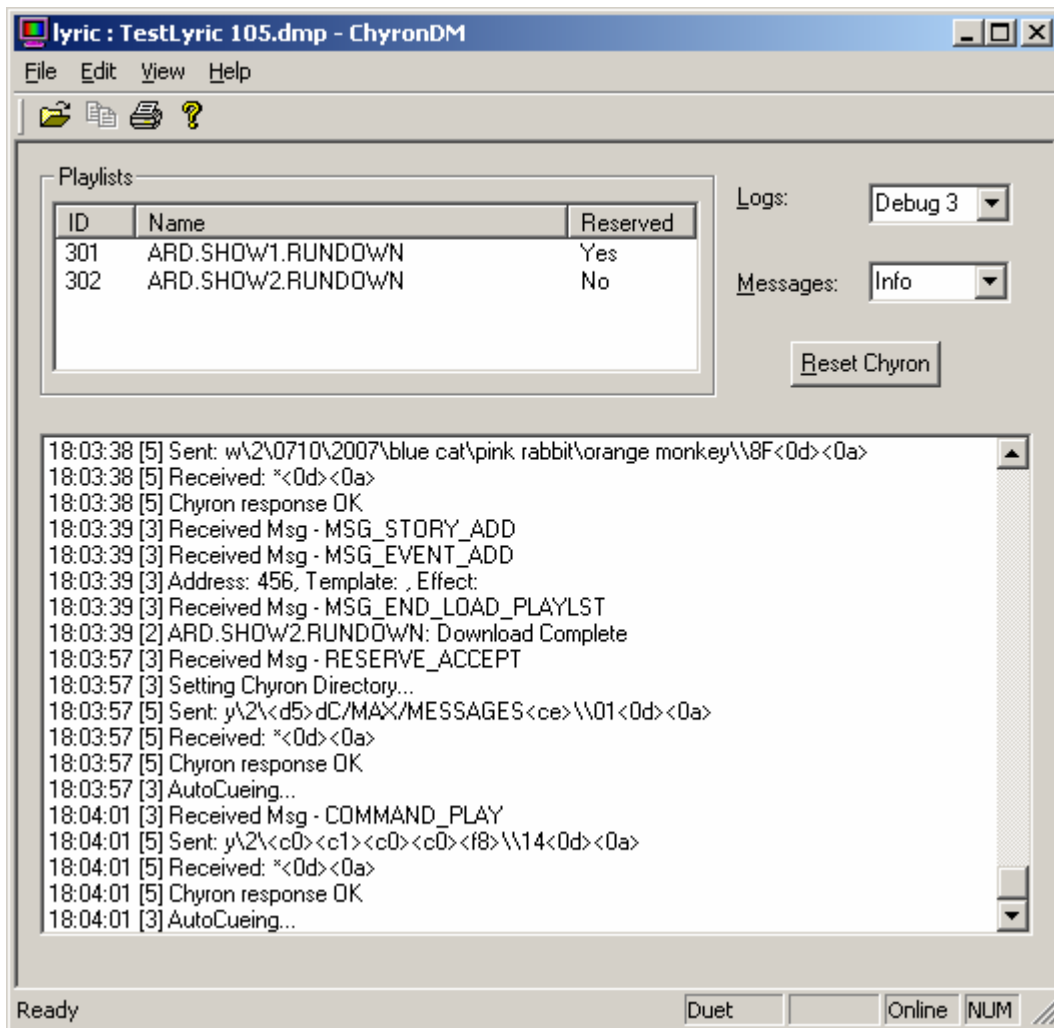 lyric : TestLyric 105.dmp - ChyronDM
File Edit View Help
Playlists
ID Name Reserved
301 ARD.SHOW1.RUNDOWN Yes
302 ARD.SHOW2.RUNDOWN No
Logs: Debug 3
Messages: Info
Reset Chyron
18:03:38 [5] Sent: w\2\0710\2007\blue cat\pink rabbit\orange monkey\\8F<0d><0a>
18:03:38 [5] Received: *<0d><0a>
18:03:38 [5] Chyron response OK
18:03:39 [3] Received Msg - MSG_STORY_ADD
18:03:39 [3] Received Msg - MSG_EVENT_ADD
18:03:39 [3] Address: 456, Template: , Effect:
18:03:39 [3] Received Msg - MSG_END_LOAD_PLAYLST
18:03:39 [2] ARD.SHOW2.RUNDOWN: Download Complete
18:03:57 [3] Received Msg - RESERVE_ACCEPT
18:03:57 [3] Setting Chyron Directory...
18:03:57 [5] Sent: y\2\<d5>dC/MAX/MESSAGES<ce>\\01<0d><0a>
18:03:57 [5] Received: *<0d><0a>
18:03:57 [5] Chyron response OK
18:03:57 [3] AutoCueing...
18:04:01 [3] Received Msg - COMMAND_PLAY
18:04:01 [5] Sent: y\2\<c0><c1><c0><c0><f8>\\14<0d><0a>
18:04:01 [5] Received: *<0d><0a>
18:04:01 [5] Chyron response OK
18:04:01 [3] AutoCueing...
Ready Duet Online NUM